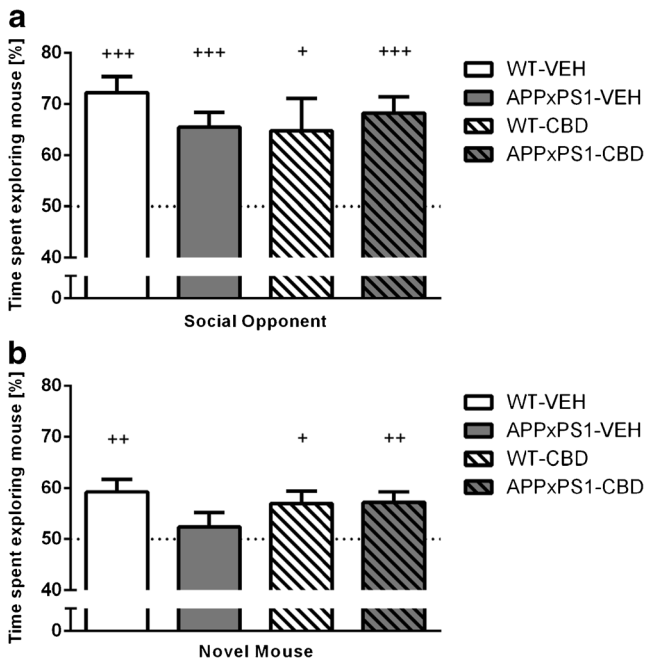 a
Time spent exploring mouse [%]
80
70
60
50
40
0
+++
+++
+
+++
Social Opponent
WT-VEH
APPxPS1-VEH
WT-CBD
APPxPS1-CBD
b
Time spent exploring mouse [%]
80
70
60
50
40
0
++
+
++
Novel Mouse
WT-VEH
APPxPS1-VEH
WT-CBD
APPxPS1-CBD